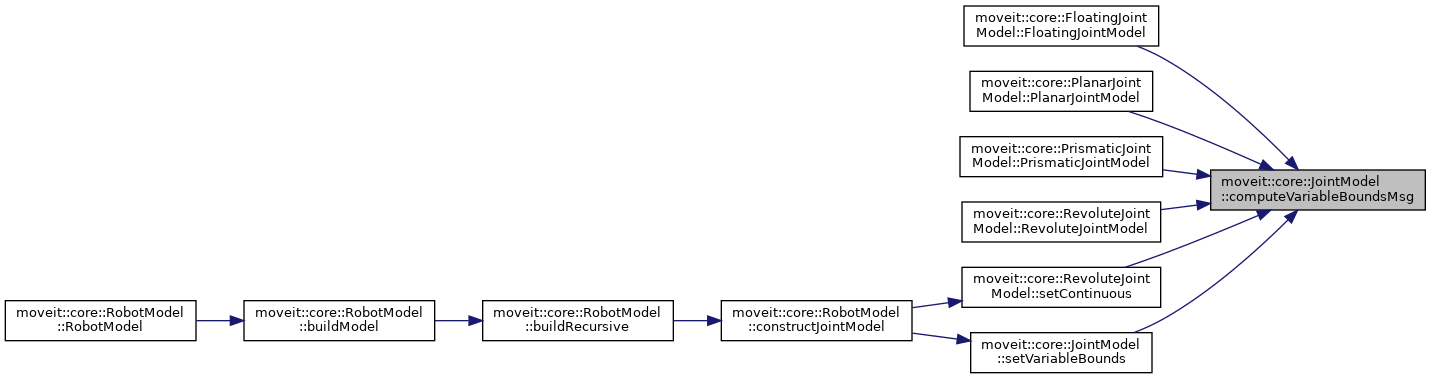 moveit::core::FloatingJoint
Model::FloatingJointModel
moveit::core::PlanarJoint
Model::PlanarJointModel
moveit::core::PrismaticJoint
Model::PrismaticJointModel
moveit::core::JointModel
::computeVariableBoundsMsg
moveit::core::RevoluteJoint
Model::RevoluteJointModel
moveit::core::RevoluteJoint
Model::setContinuous
moveit::core::RobotModel
::RobotModel
moveit::core::RobotModel
::buildModel
moveit::core::RobotModel
::buildRecursive
moveit::core::RobotModel
::constructJointModel
moveit::core::JointModel
::setVariableBounds